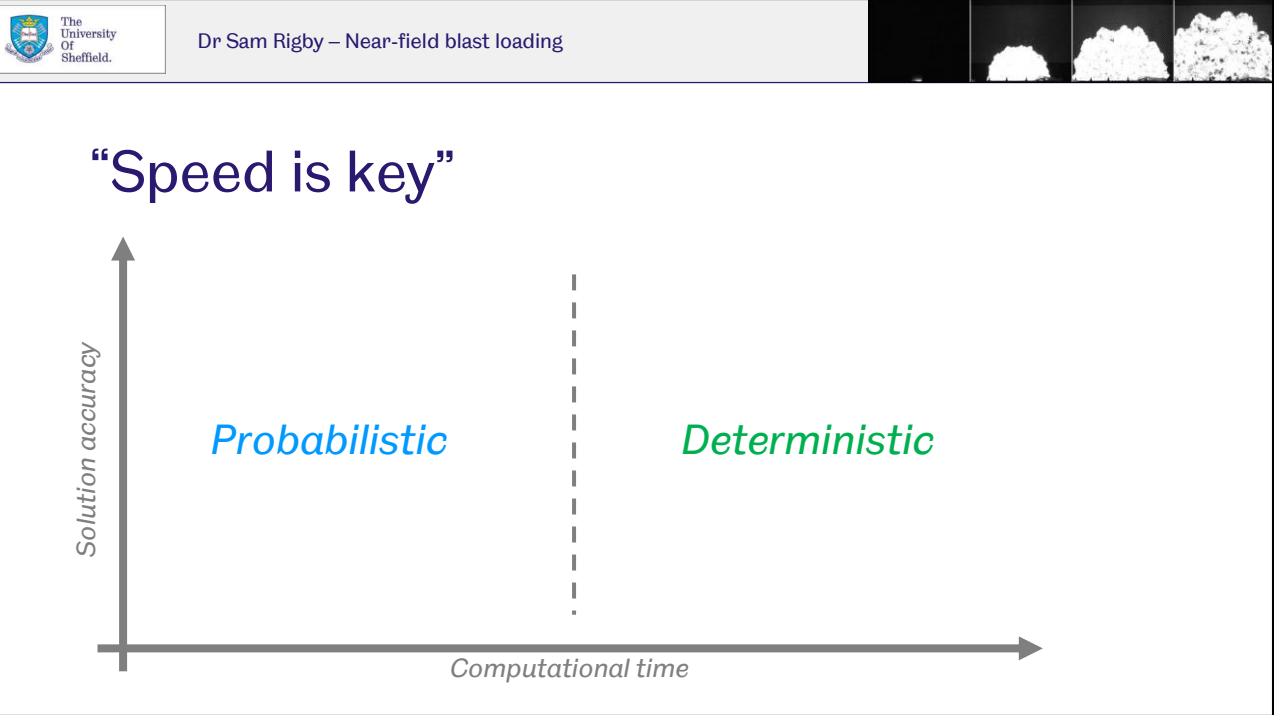 The
University
Of
Sheffield.
Dr Sam Rigby – Near-field blast loading
“Speed is key”
Solution accuracy
Probabilistic
Deterministic
Computational time